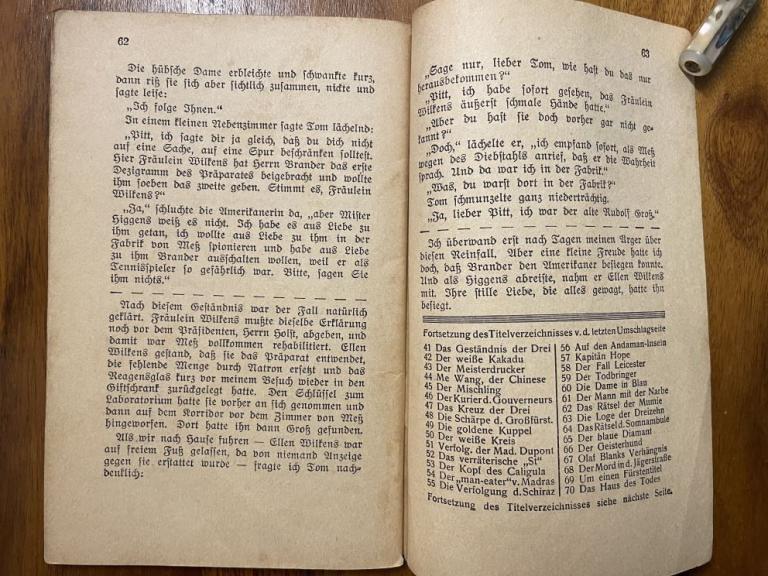 62
Die hübsche Dame erbleichte und schwankte kurz,
dann riß sie sich aber sichtlich zusammen, nickte und
sagte leise:
„Ich folge Ihnen.“
In einem kleinen Nebenzimmer sagte Tom lächelnd:
„Pitt, ich sagte dir ja gleich, daß du dich nicht
auf eine Sache, auf eine Spur beschränken solltest.
Hier Fräulein Wilkens hat Herrn Brander das erste
Dezigramm des Präparates beigebracht und wollte
ihm soeben das zweite geben. Stimmt es, Fräulein
Wilkens?“
„Ja,“ schluchte die Amerikanerin da, „aber Mister
Higgens weiß es nicht. Ich habe es aus Liebe zu
ihm getan, ich wollte aus Liebe zu ihm in der
Fabrik von Meß spionieren und habe aus Liebe
zu ihm Brander ausschalten wollen, weil er als
Tennisspieler so gefährlich war. Bitte, sagen Sie
ihm nichts.“
Nach diesem Geständnis war der Fall natürlich
geklärt. Fräulein Wilkens mußte dieselbe Erklärung
noch vor dem Präsidenten, Herrn Holst, abgeben, und
damit war Meß vollkommen rehabilitiert. Ellen
Wilkens gestand, daß sie das Präparat entwendet,
die fehlende Menge durch Natron ersetzt und das
Reagensglas kurz vor meinem Besuch wieder in den
Giftschrank zurückgelegt hatte. Den Schlüssel zum
Laboratorium hatte sie vorher an sich genommen und
dann auf dem Korridor vor dem Zimmer von Meß
hingeworfen. Dort hatte ihn dann Groß gefunden.
Als wir nach Hause fuhren — Ellen Wilkens war
auf freiem Fuß gelassen, da von niemand Anzeige
gegen sie erstattet wurde — fragte ich Tom nach-
denklich:
63
„Sage nur, lieber Tom, wie hast du das nur
herausbekommen?“
„Pitt, ich habe sofort gesehen, das Fräulein
Wilkens äußerst schmale Hände hatte.“
„Aber du hast sie doch vorher gar nicht ge-
kannt?“
„Doch,“ lächelte er, „ich empfand sofort, als Meß
wegen des Diebstahls anrief, daß er die Wahrheit
sprach. Und da war ich in der Fabrik.“
„Was, du warst dort in der Fabrik?“
Tom schmunzelte ganz niederträchtig.
„Ja, lieber Pitt, ich war der alte Rudolf Groß.“
Ich überwand erst nach Tagen meinen Ärger über
diesen Reinfall. Aber eine kleine Freude hatte ich
doch, daß Brander den Amerikaner besiegen konnte.
Und als Higgens abreiste, nahm er Ellen Wilkens
mit. Ihre stille Liebe, die alles gewagt, hatte ihn
besiegt.
Fortsetzung des Titelverzeichnisses v. d. letzten Umschlagseite
41 Das Geständnis der Drei
42 Der weiße Kakadu
43 Der Meisterdrucker
44 Me Wang, der Chinese
45 Der Mischling
46 Der Kurier d. Gouverneurs
47 Das Kreuz der Drei
48 Die Schärpe d. Großfürst.
49 Die goldene Kuppel
50 Der weiße Kreis
51 Verfolg. der Mad. Dupont
52 Das verräterische „St“
53 Der Kopf des Caligula
54 Der „man-eater“ v. Madras
55 Die Verfolgung d. Schiraz
56 Auf den Andaman-Inseln
57 Kapitän Hope
58 Der Fall Leicester
59 Der Todbringer
60 Die Dame in Blau
61 Der Mann mit der Narbe
62 Das Rätsel der Mumie
63 Die Loge der Dreizehn
64 Das Rätsel d. Somnambule
65 Der blaue Diamant
66 Der Geisterhund
67 Olaf Blanks Verhängnis
68 Der Mord in d. Jägerstraße
69 Um einen Fürstentitel
70 Das Haus des Todes
Fortsetzung des Titelverzeichnisses siehe nächste Seite.